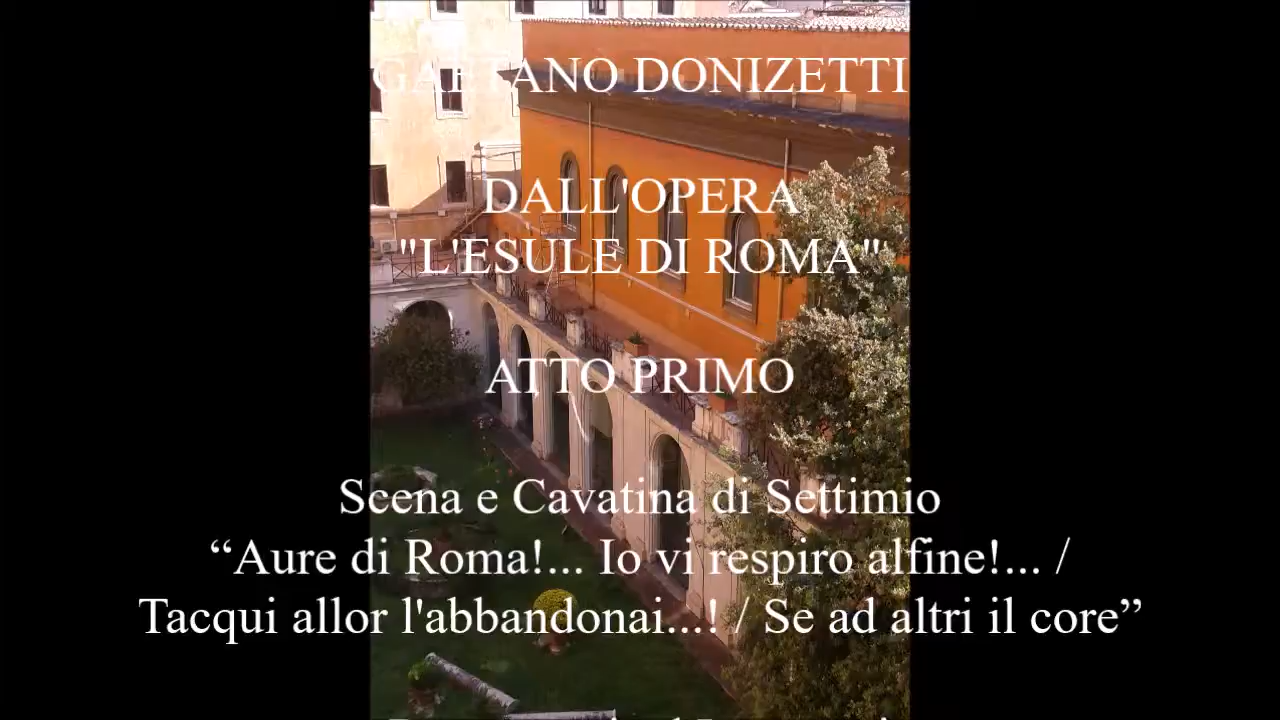 GAETANO DONIZETTI
DALL'OPERA
"L'ESULE DI ROMA"
ATTO PRIMO
Scena e Cavatina di Settimio
“Aure di Roma!... Io vi respiro alfine!... /
Tacqui allor l'abbandonai...! / Se ad altri il core”